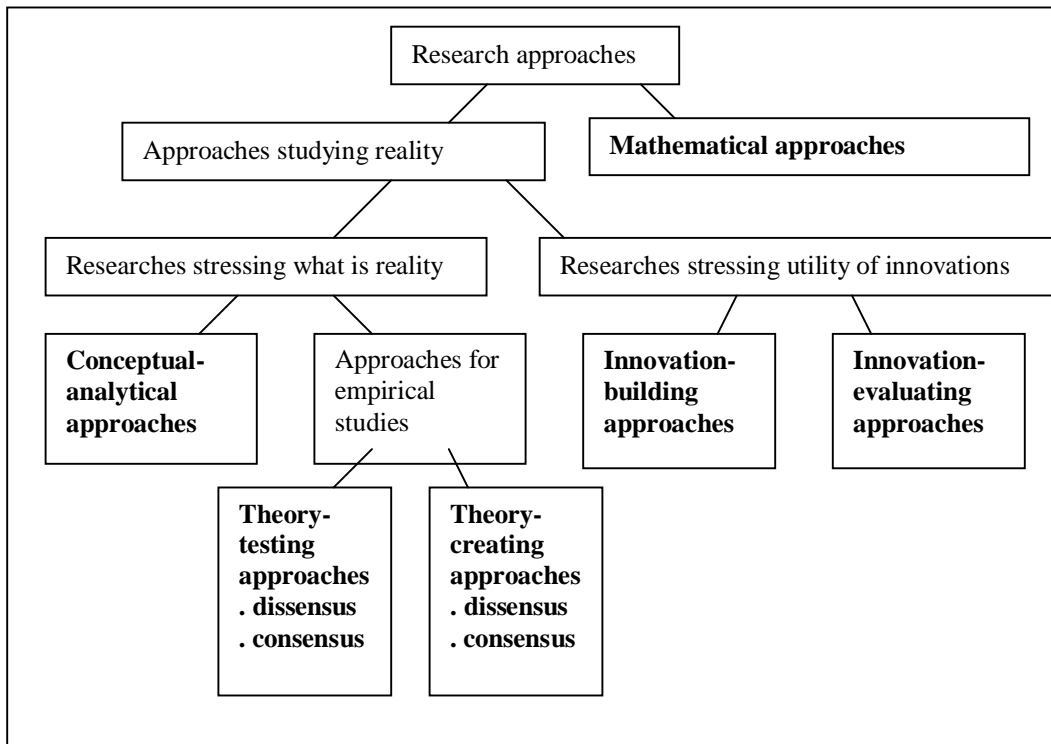 Research approaches
Approaches studying reality
Mathematical approaches
Researches stressing what is reality
Researches stressing utility of innovations
Conceptual-
analytical
approaches
Approaches for
empirical
studies
Innovation-
building
approaches
Innovation-
evaluating
approaches
Theory-
testing
approaches
. dissensus
. consensus
Theory-
creating
approaches
. dissensus
. consensus